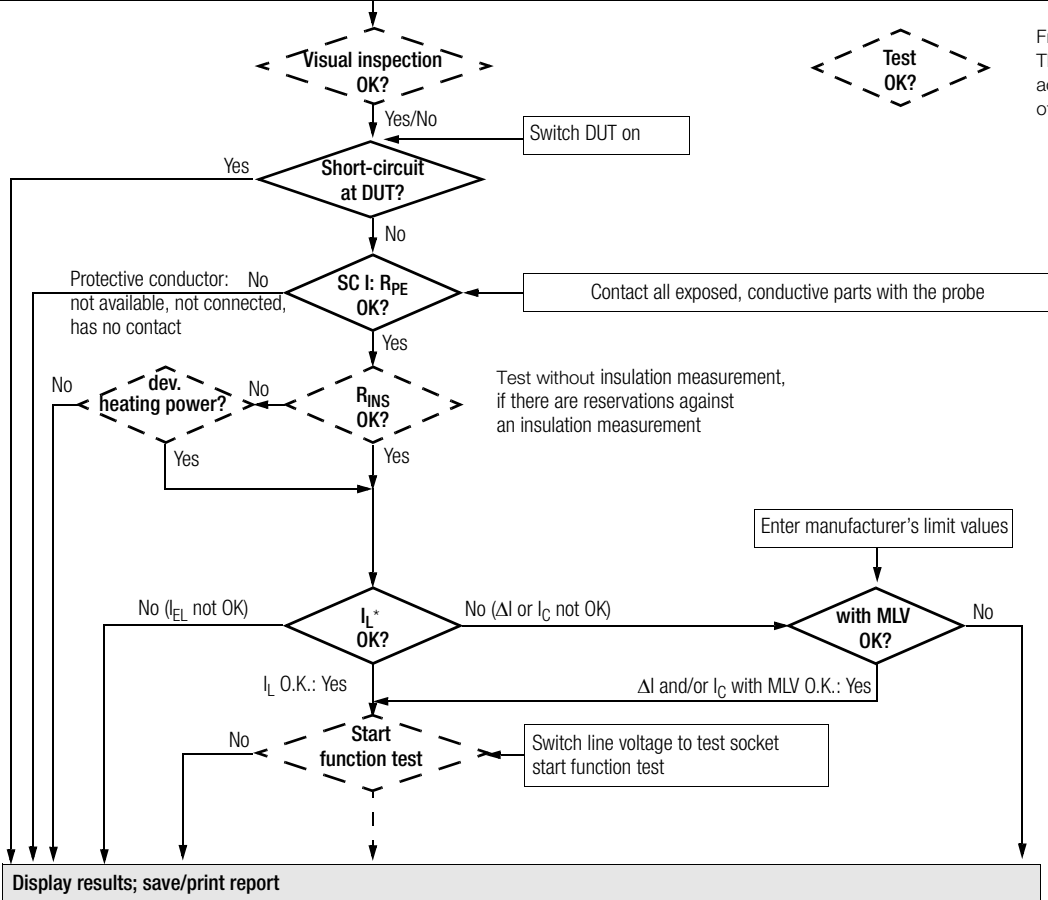 Visual inspection
OK?
Test
OK?
Yes/No
Switch DUT on
Yes
Short-circuit
at DUT?
No
Protective conductor:
not available, not connected,
has no contact
No
SC I: RPE
OK?
Contact all exposed, conductive parts with the probe
Yes
No
dev.
heating power?
No
RINS
OK?
Test without insulation measurement,
if there are reservations against
an insulation measurement
Yes
Yes
Enter manufacturer's limit values
No (IEL not OK)
IL*
OK?
No (ΔI or IC not OK)
with MLV
OK?
No
IL O.K.: Yes
ΔI and/or IC with MLV O.K.: Yes
No
Start
function test
Switch line voltage to test socket
start function test
Display results; save/print report